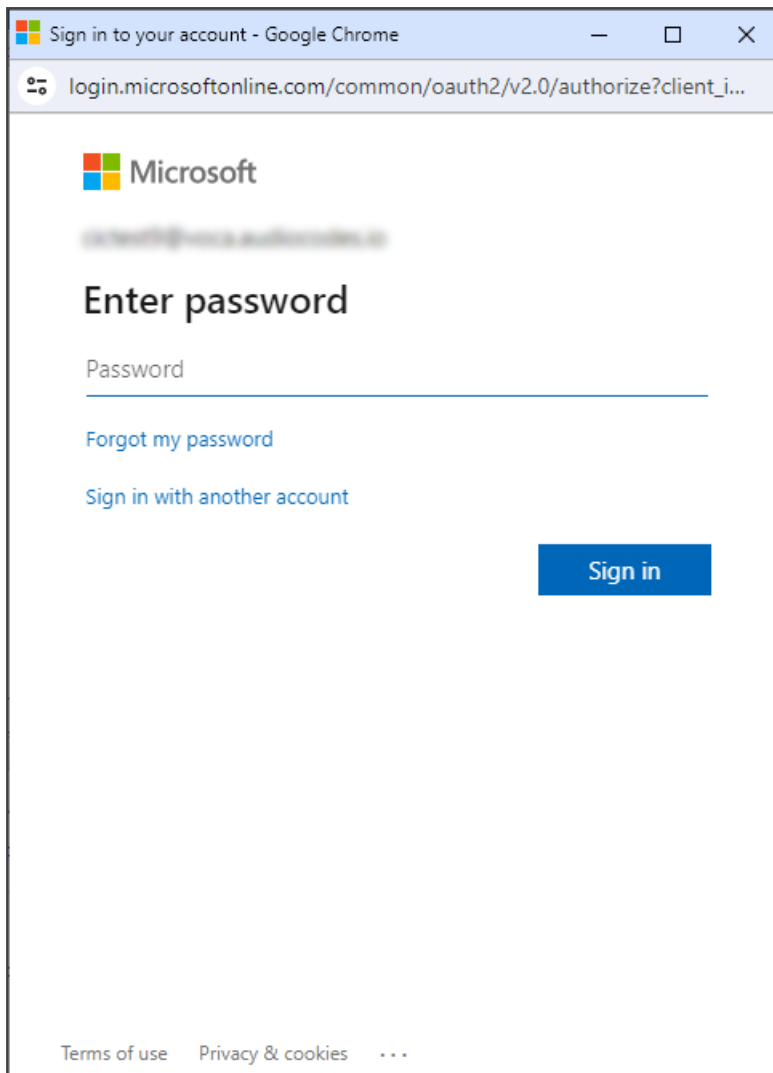 Sign in to your account - Google Chrome
login.microsoftonline.com/common/oauth2/v2.0/authorize?client_i...
Microsoft
Enter password
Password
Forgot my password
Sign in with another account
Sign in
Terms of use Privacy & cookies ...